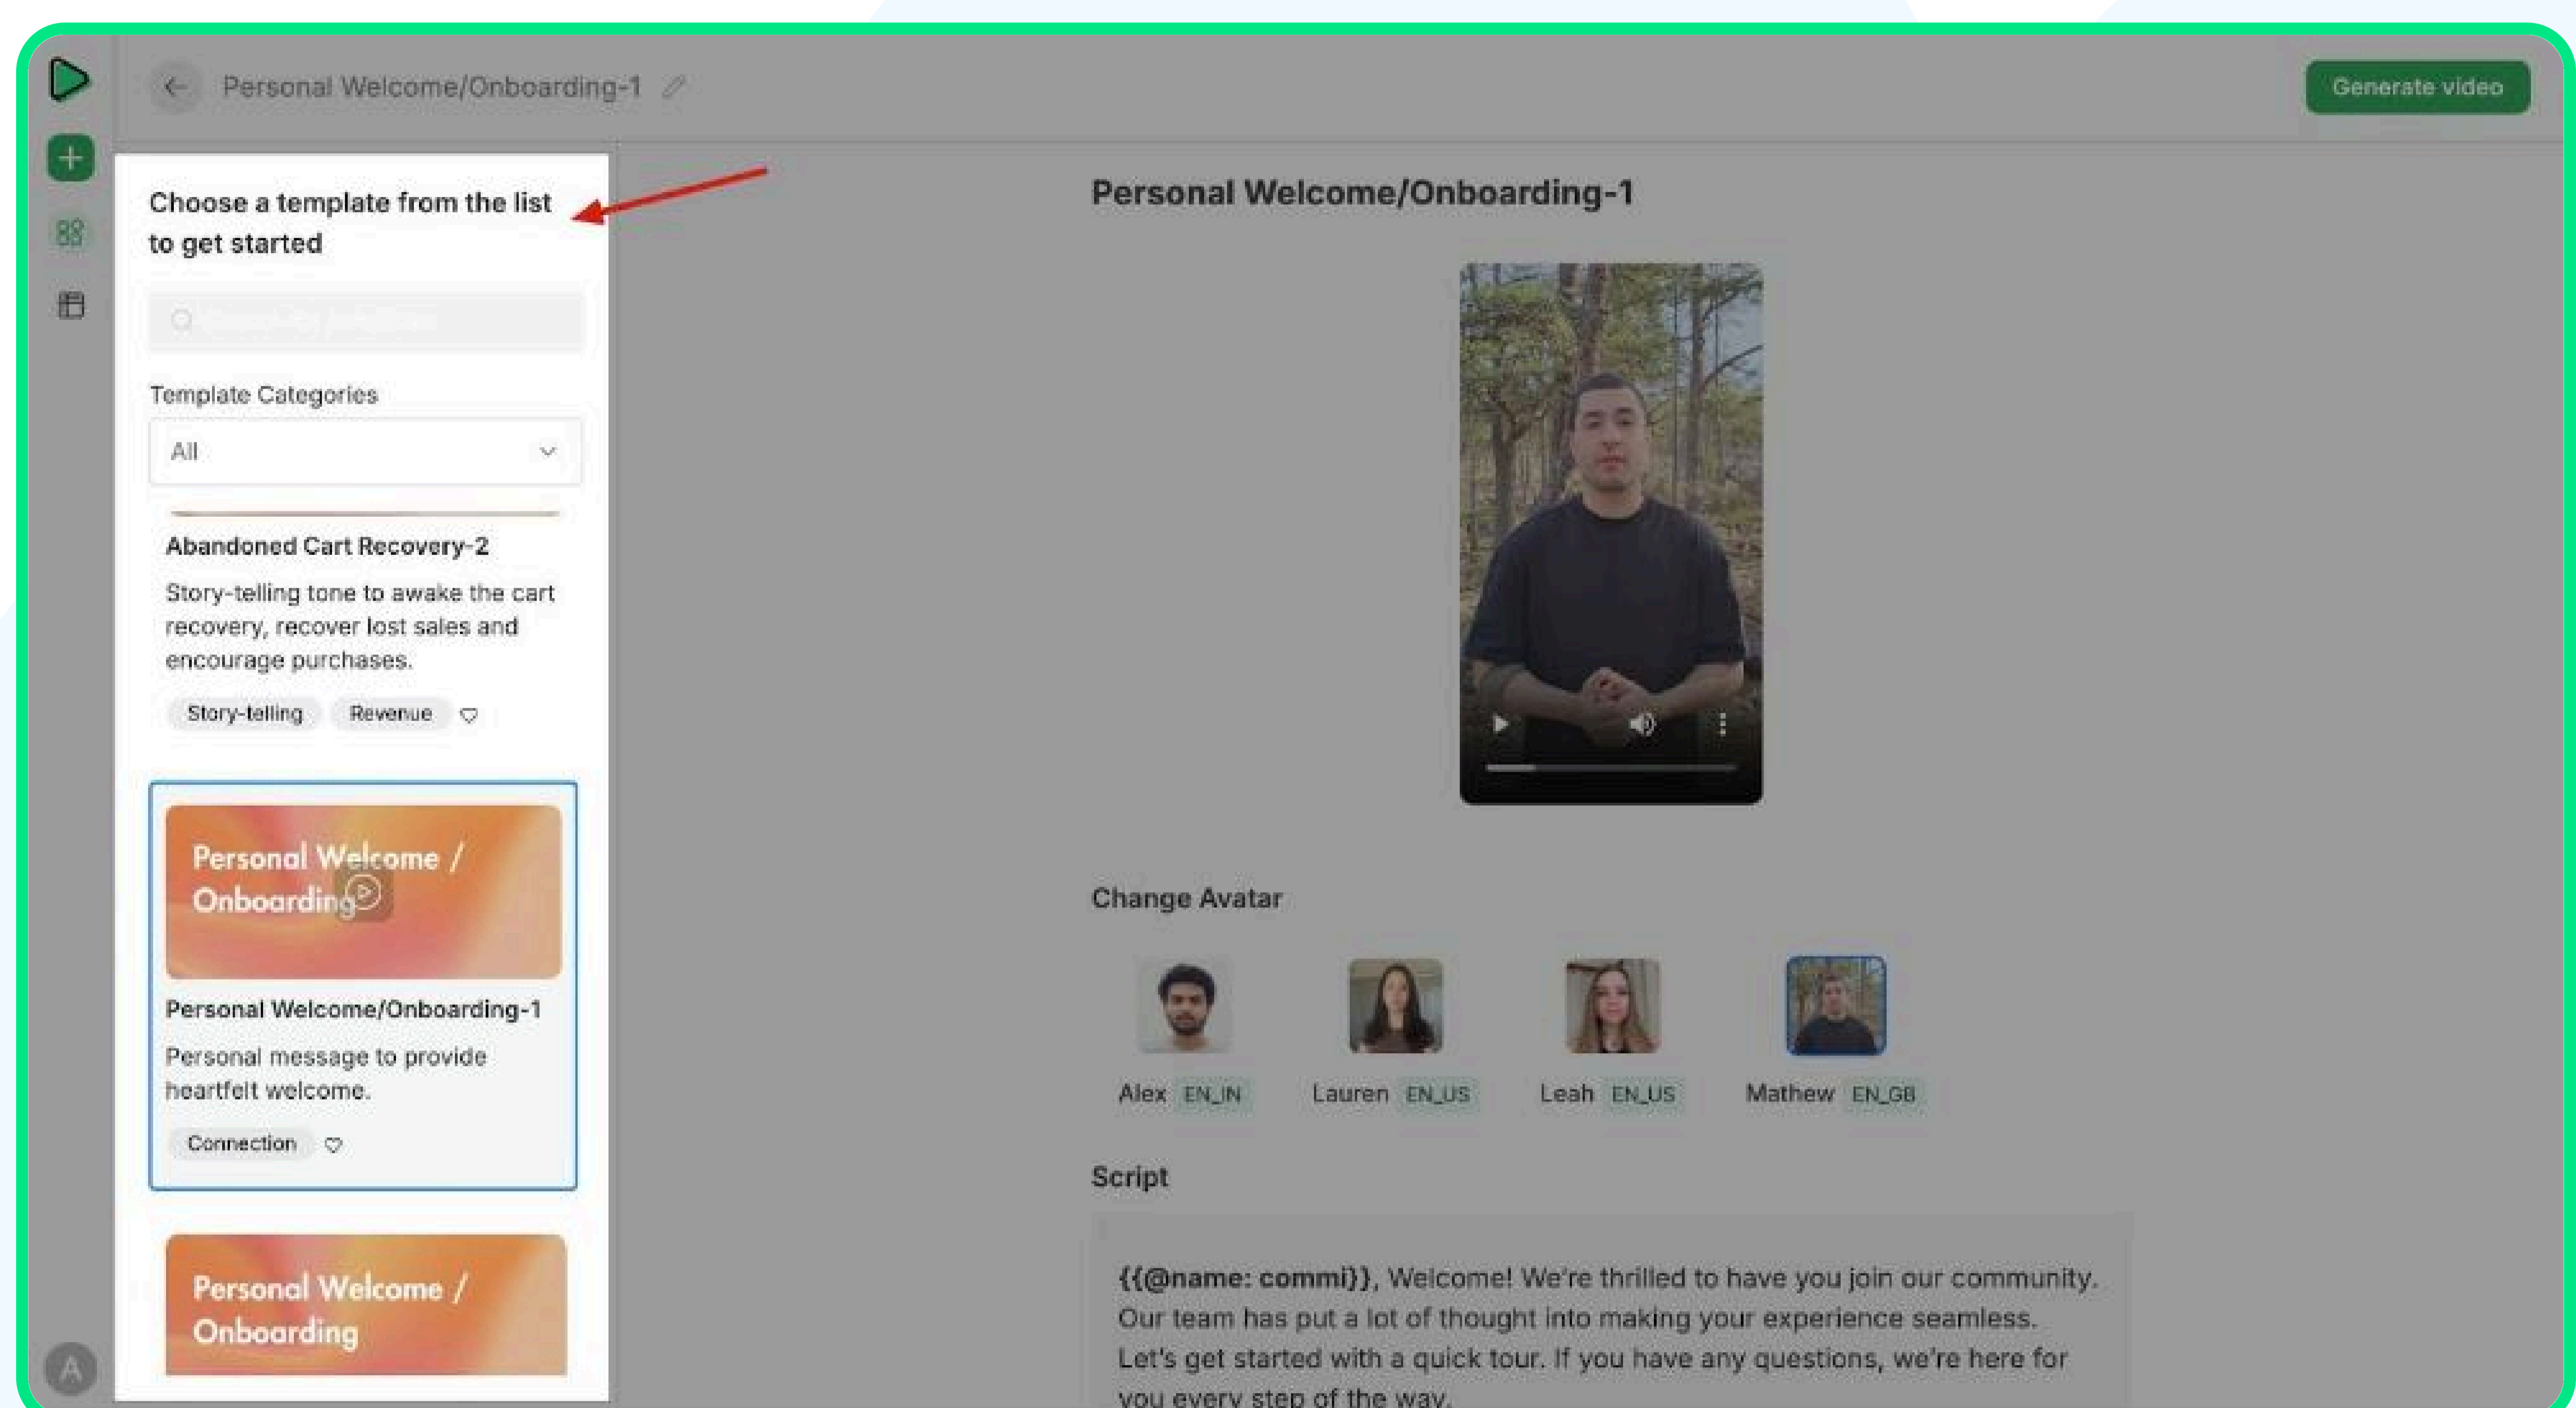 Personal Welcome/Onboarding-1
Generate video
Choose a template from the list
to get started
Template Categories
All
Abandoned Cart Recovery-2
Story-telling tone to awake the cart
recovery, recover lost sales and
encourage purchases.
Story-telling
Revenue
Personal Welcome /
Onboarding
Personal Welcome/Onboarding-1
Personal message to provide
heartfelt welcome.
Connection
Personal Welcome /
Onboarding
A
Personal Welcome/Onboarding-1
Change Avatar
Alex EN_IN
Lauren EN_US
Leah EN_US
Mathew EN_GB
Script
{{@name: commi}}, Welcome! We're thrilled to have you join our community.
Our team has put a lot of thought into making your experience seamless.
Let's get started with a quick tour. If you have any questions, we're here for
you every step of the way.